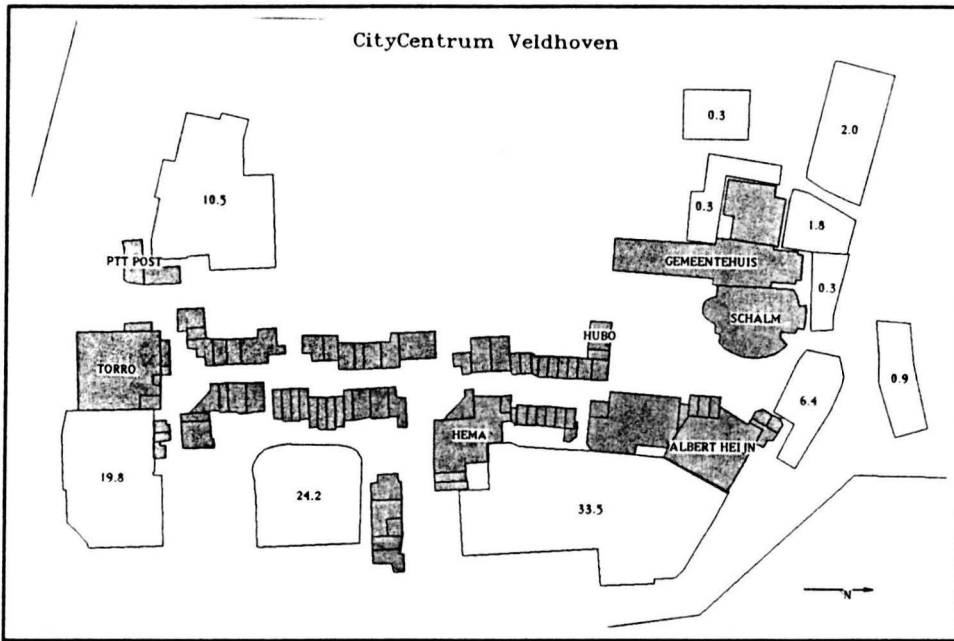 CityCentrum Veldhoven
0.3
2.0
10.5
0.3
1.8
PTT POST
GEMEENTEHUIS
0.3
SCHALM
HUBO
TORRO
0.9
6.4
HEMA
ALBERT HEIJN
19.8
24.2
33.5
N